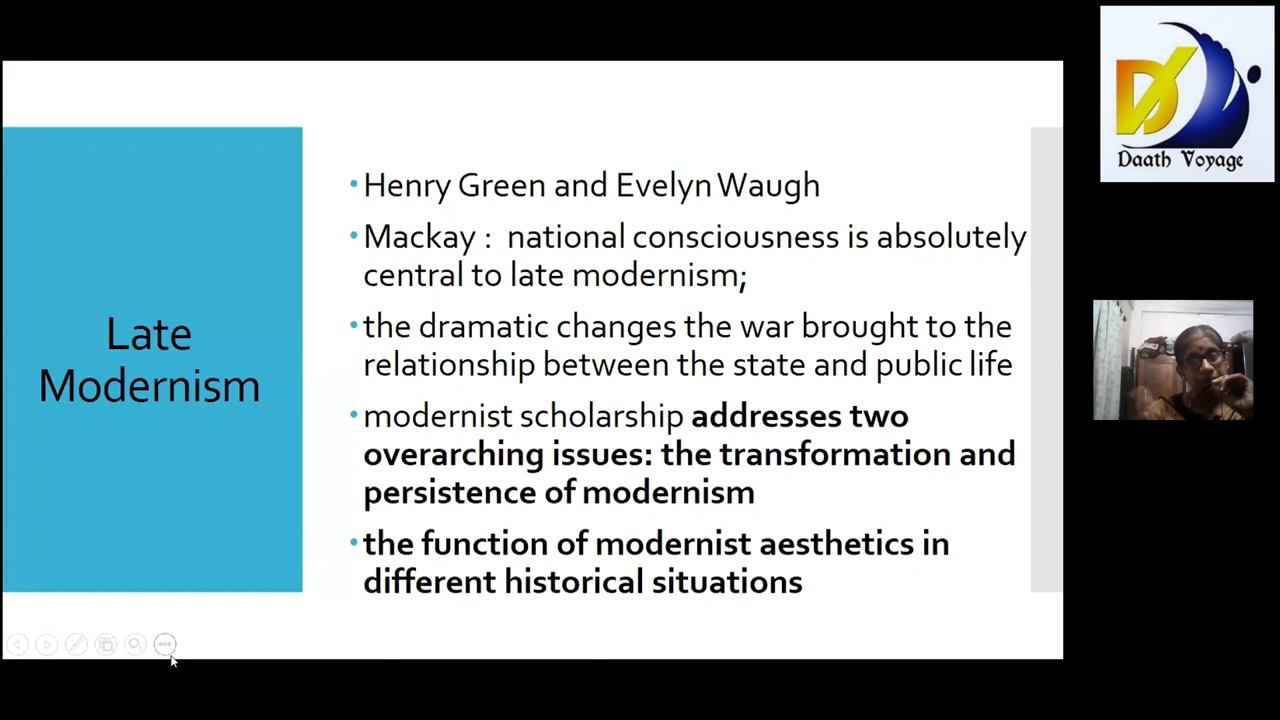 Late
Modernism
•Henry Green and Evelyn Waugh
•Mackay : national consciousness is absolutely
central to late modernism;
•the dramatic changes the war brought to the
relationship between the state and public life
•modernist scholarship addresses two
overarching issues: the transformation and
persistence of modernism
•the function of modernist aesthetics in
different historical situations
D
Daath Voyage